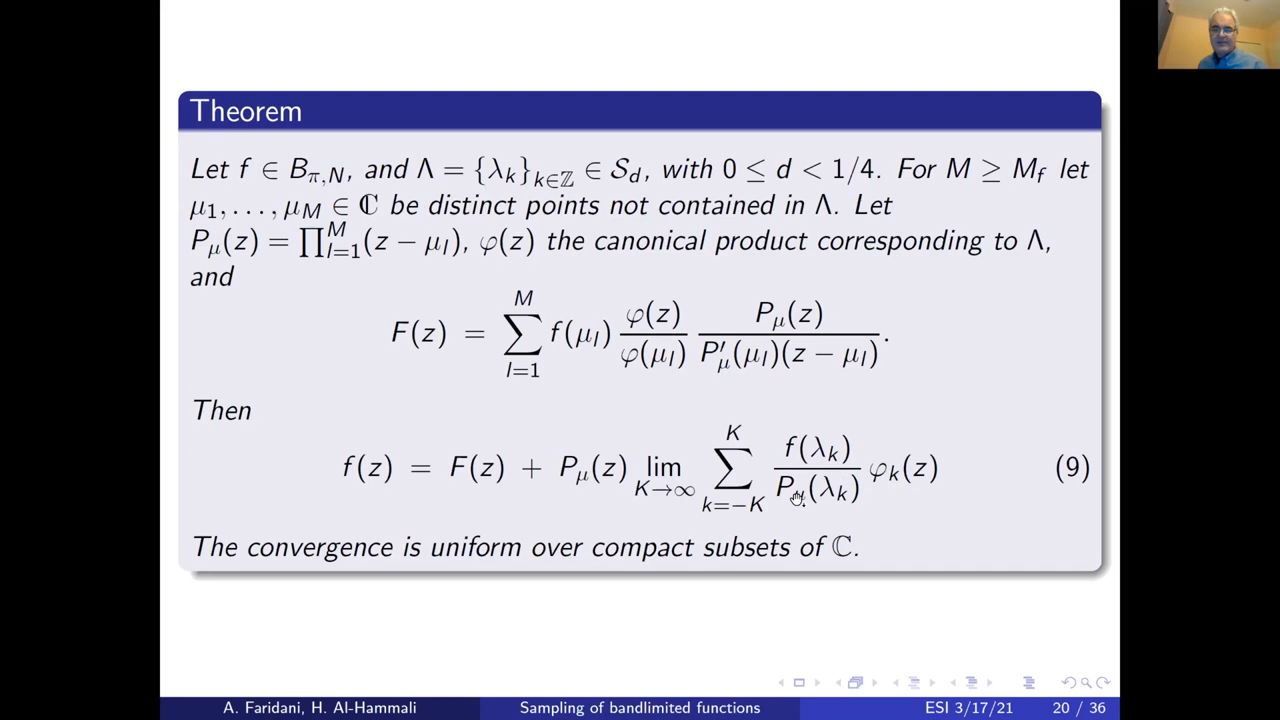 Theorem
Let f ∈ B_{π,N}, and Λ = {λ_k}_{k∈ℤ} ∈ 𝒮_d, with 0 ≤ d < 1/4. For M ≥ M_f let
μ_1, . . . , μ_M ∈ ℂ be distinct points not contained in Λ. Let
P_μ(z) = ∏_{l=1}^{M}(z − μ_l), φ(z) the canonical product corresponding to Λ,
and
F(z) = ∑_{l=1}^{M} f(μ_l) \frac{φ(z)}{φ(μ_l)} \frac{P_μ(z)}{P'_μ(μ_l)(z − μ_l)}.
Then
f(z) = F(z) + P_μ(z) lim_{K→∞} ∑_{k=−K}^{K} \frac{f(λ_k)}{P_μ(λ_k)} φ_k(z) (9)
The convergence is uniform over compact subsets of ℂ.
A. Faridani, H. Al-Hammali Sampling of bandlimited functions ESI 3/17/21 20 / 36